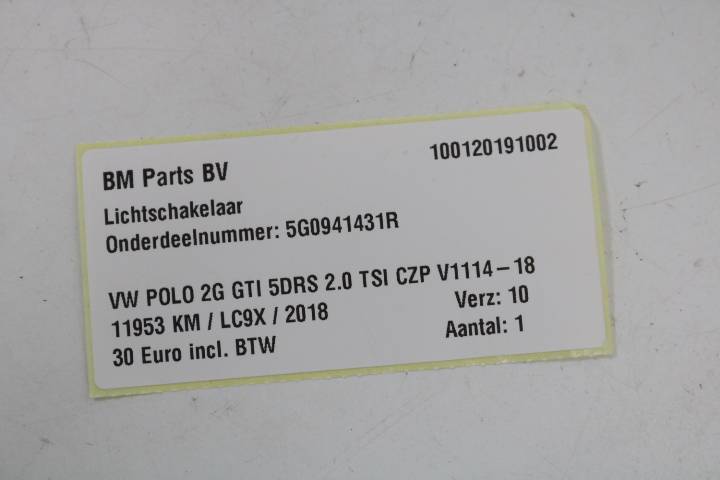 BM Parts BV 100120191002
Lichtschakelaar
Onderdeelnummer: 5G0941431R
VW POLO 2G GTI 5DRS 2.0 TSI CZP V1114-18
11953 KM / LC9X / 2018 Verz: 10
30 Euro incl. BTW Aantal: 1